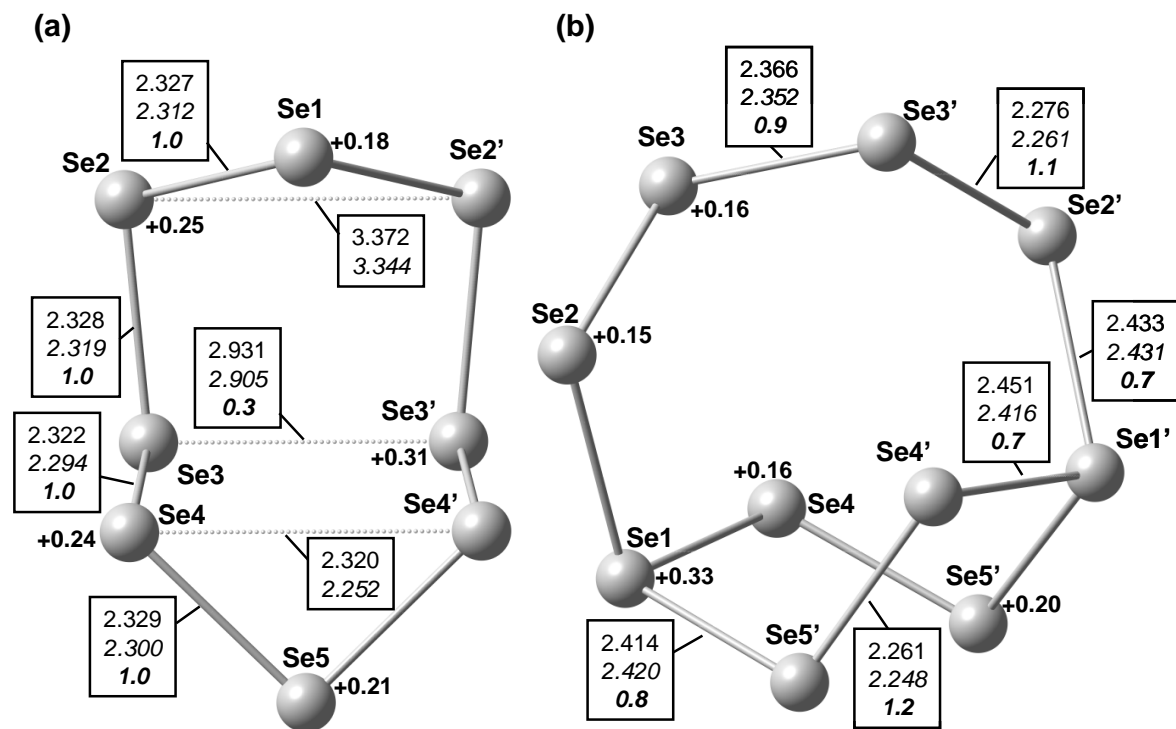 (a)
(b)
2.327
2.312
1.0
Se1
+0.18
Se2
Se2’
+0.25
3.372
3.344
2.328
2.319
1.0
2.931
2.905
0.3
Se3’
+0.31
2.322
2.294
1.0
Se3
Se4
Se4’
+0.24
2.320
2.252
2.329
2.300
1.0
Se5
+0.21
2.366
2.352
0.9
Se3’
2.276
2.261
1.1
Se3
+0.16
Se2’
Se2
+0.15
2.433
2.431
0.7
2.451
2.416
0.7
Se1’
+0.16
Se4’
Se4
Se1
+0.33
Se5’
+0.20
2.414
2.420
0.8
Se5’
2.261
2.248
1.2